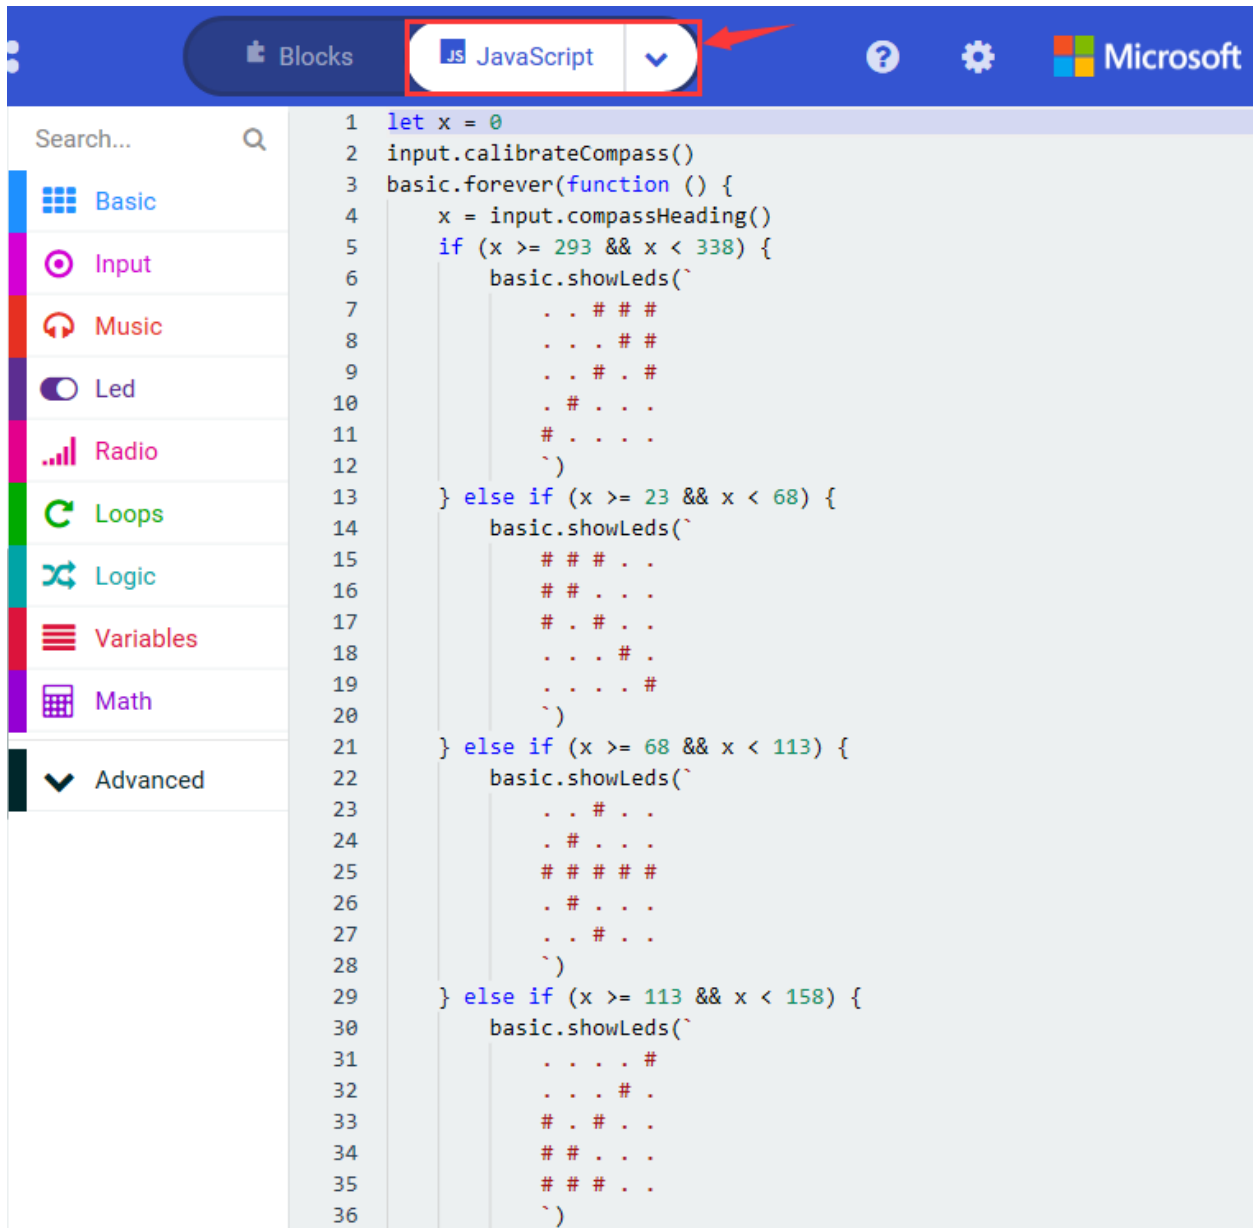 Blocks JS JavaScript ? Microsoft
Search...
Basic
Input
Music
Led
Radio
Loops
Logic
Variables
Math
Advanced
1 let x = 0
2 input.calibrateCompass()
3 basic.forever(function () {
4     x = input.compassHeading()
5     if (x >= 293 && x < 338) {
6         basic.showLeds(`
7             . . # # #
8             . . . # #
9             . . # . #
10             . # . . .
11             # . . . .
12             `)
13     } else if (x >= 23 && x < 68) {
14         basic.showLeds(`
15             # # # . .
16             # # . . .
17             # . # . .
18             . . . # .
19             . . . . #
20             `)
21     } else if (x >= 68 && x < 113) {
22         basic.showLeds(`
23             . . # . .
24             . # . . .
25             # # # # #
26             . # . . .
27             . . # . .
28             `)
29     } else if (x >= 113 && x < 158) {
30         basic.showLeds(`
31             . . . . #
32             . . . # .
33             # . # . .
34             # # . . .
35             # # # . .
36             `)